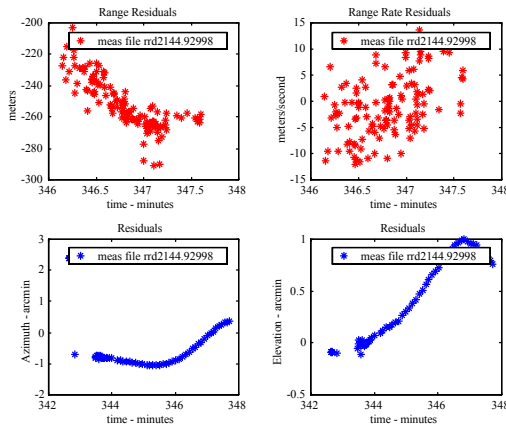 Range Residuals
-200
-220
-240
-260
-280
-300
meters
meas file rrd2144.92998
346
346.5
347
347.5
348
time - minutes
Range Rate Residuals
15
10
5
0
-5
-10
-15
meters/second
meas file rrd2144.92998
346
346.5
347
347.5
348
time - minutes
Residuals
3
2
1
0
-1
-2
Azimuth - arcmin
meas file rrd2144.92998
342
344
346
348
time - minutes
Residuals
1
0.5
0
-0.5
Elevation - arcmin
meas file rrd2144.92998
342
344
346
348
time - minutes